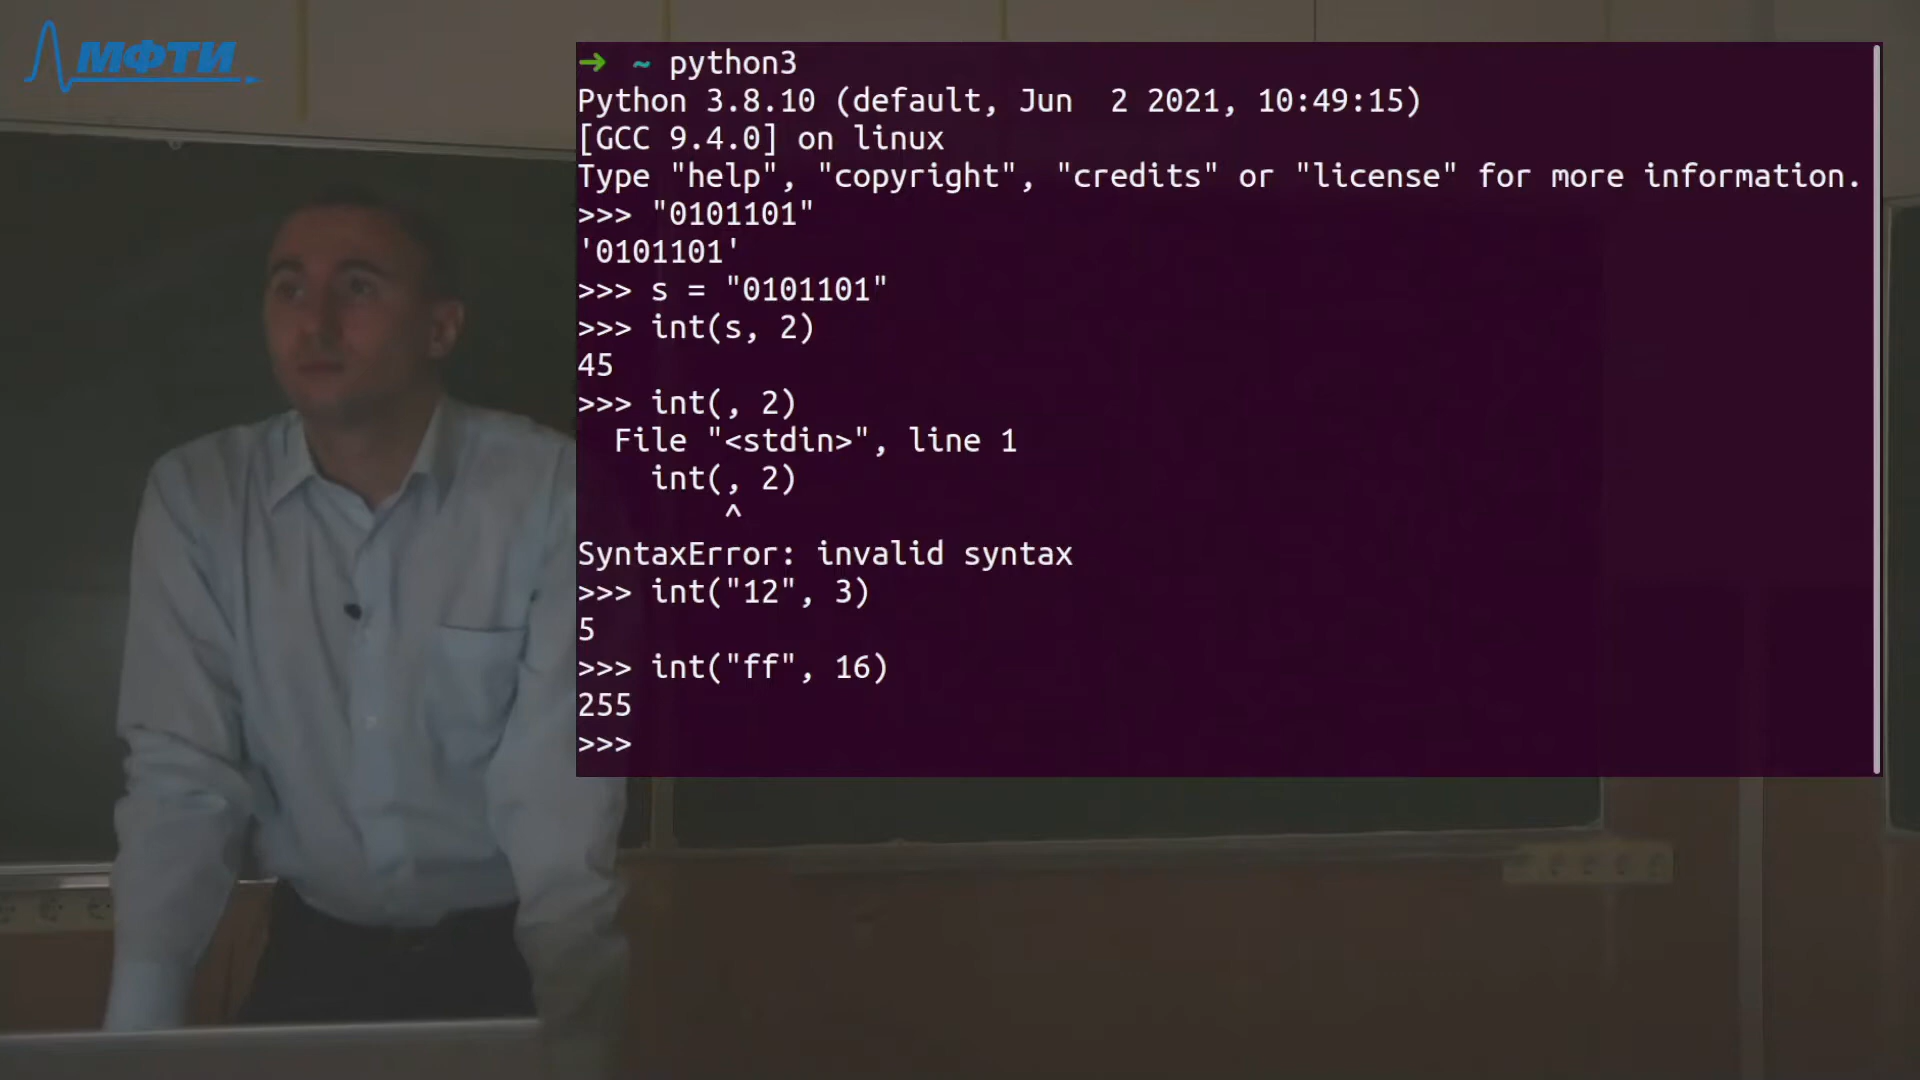 МФТИ
➜ ~ python3
Python 3.8.10 (default, Jun  2 2021, 10:49:15)
[GCC 9.4.0] on linux
Type "help", "copyright", "credits" or "license" for more information.
>>> "0101101"
'0101101'
>>> s = "0101101"
>>> int(s, 2)
45
>>> int(, 2)
  File "<stdin>", line 1
    int(, 2)
        ^
SyntaxError: invalid syntax
>>> int("12", 3)
5
>>> int("ff", 16)
255
>>>